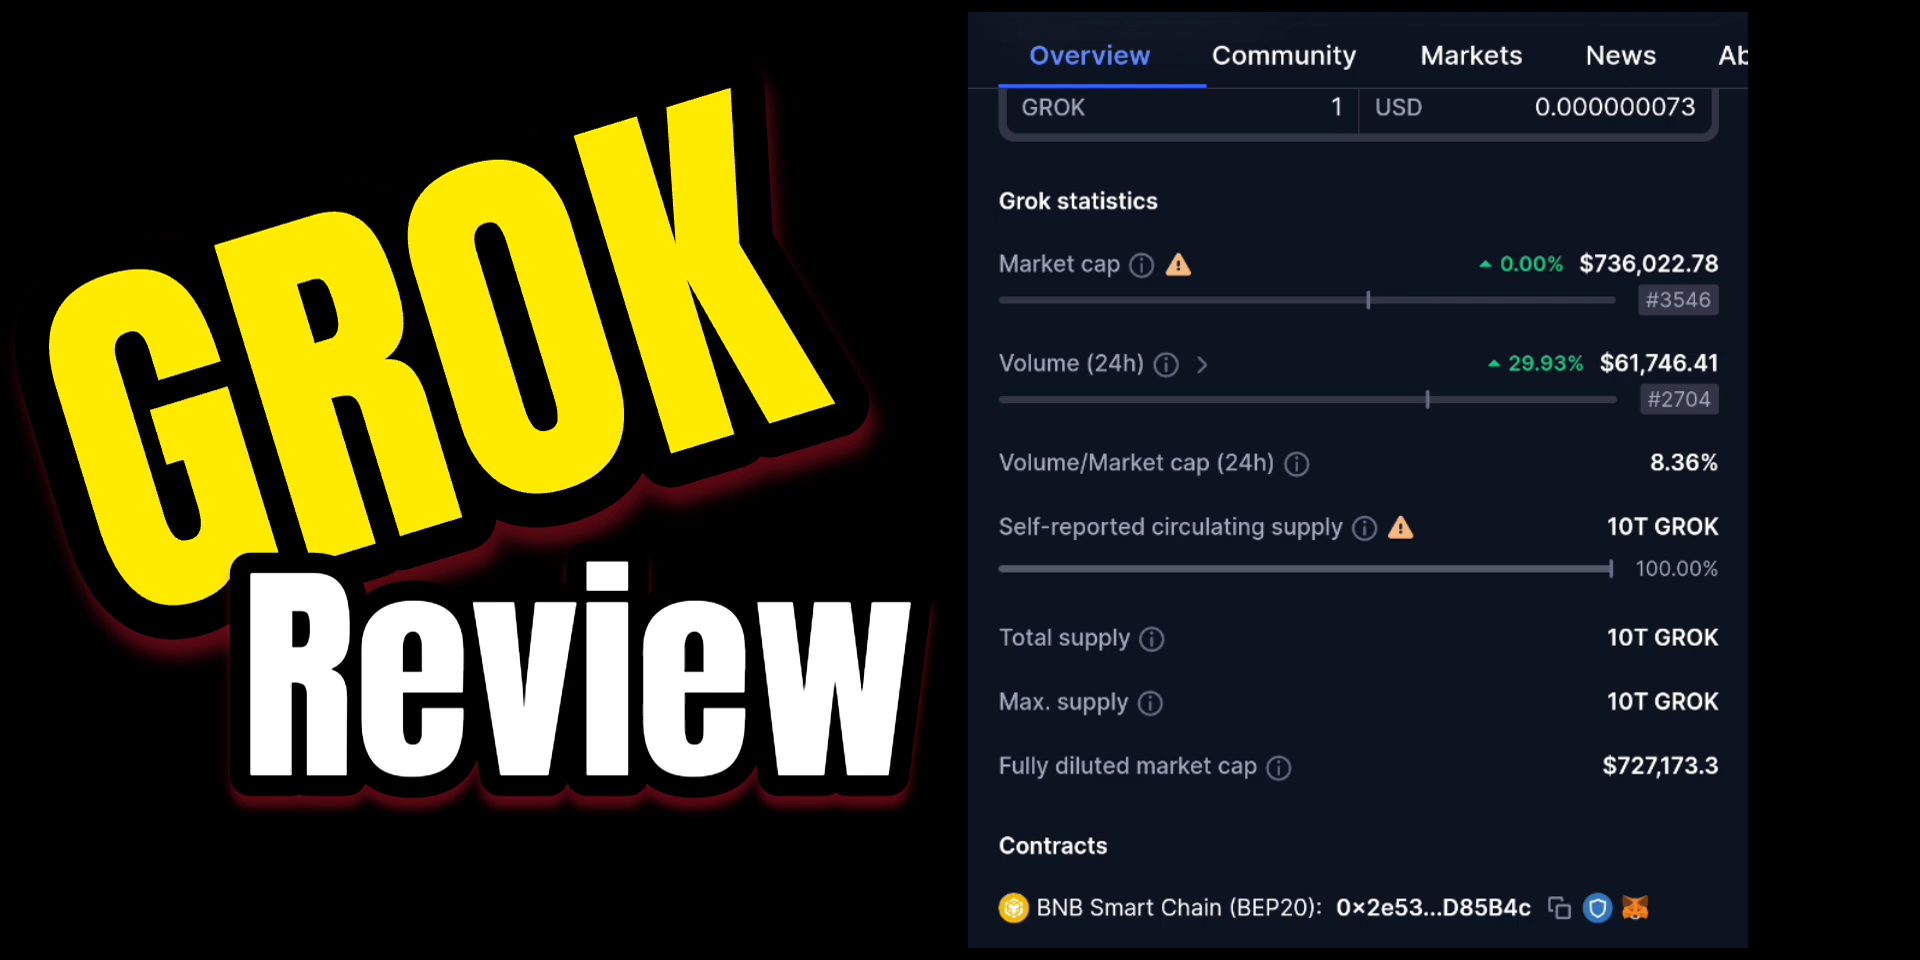 GROK
Review
Overview Community Markets News Ab
GROK 1 USD 0.000000073
Grok statistics
Market cap 0.00% $736,022.78
#3546
Volume (24h) 29.93% $61,746.41
#2704
Volume/Market cap (24h) 8.36%
Self-reported circulating supply 10T GROK
100.00%
Total supply 10T GROK
Max. supply 10T GROK
Fully diluted market cap $727,173.3
Contracts
BNB Smart Chain (BEP20): 0x2e53...D85B4c